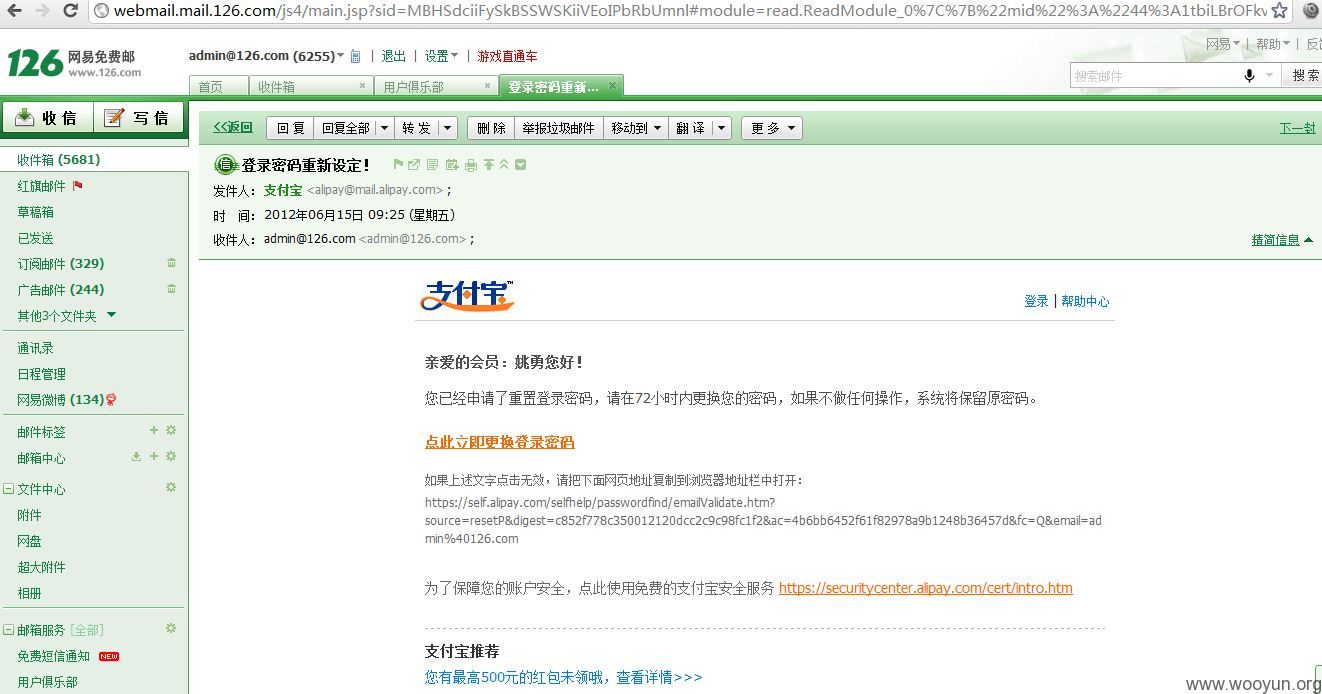 webmail.mail.126.com/js4/main.jsp?sid=MBHSdciiFySkBSSWSKiiVEoIPbRbUmnl#module=read.ReadModule_0%7C%7B%22mid%22%3A%2244%3A1tbiLBrOFkv
126 网易免费邮
www.126.com
admin@126.com (6255) | 退出 | 设置 | 游戏直通车
网易 | 帮助 | 反馈
首页 收件箱 × 用户俱乐部 × 登录密码重新... ×
搜索邮件 搜索
收信 写信
<<返回 回复 回复全部 转发 删除 举报垃圾邮件 移动到 翻译 更多 下一封
收件箱 (5681)
红旗邮件
草稿箱
已发送
订阅邮件 (329)
广告邮件 (244)
其他3个文件夹
通讯录
日程管理
网易微博 (134)
邮件标签
邮箱中心
文件中心
附件
网盘
超大附件
相册
邮箱服务 [全部]
免费短信通知 NEW
用户俱乐部
信 登录密码重新设定!
发件人: 支付宝 <alipay@mail.alipay.com> ;
时 间: 2012年06月15日 09:25 (星期五)
收件人: admin@126.com <admin@126.com> ;
精简信息
支付宝™
登录 | 帮助中心
亲爱的会员:姚勇您好!
您已经申请了重置登录密码,请在72小时内更换您的密码,如果不做任何操作,系统将保留原密码。
点此立即更换登录密码
如果上述文字点击无效,请把下面网页地址复制到浏览器地址栏中打开:
https://self.alipay.com/selfhelp/passwordfind/emailValidate.htm?
source=resetP&digest=c852f778c350012120dcc2c9c98fc1f2&ac=4b6bb6452f61f82978a9b1248b36457d&fc=Q&email=ad
min%40126.com
为了保障您的账户安全,点此使用免费的支付宝安全服务 https://securitycenter.alipay.com/cert/intro.htm
支付宝推荐
您有最高500元的红包未领哦,查看详情>>>
www.wooyun.org